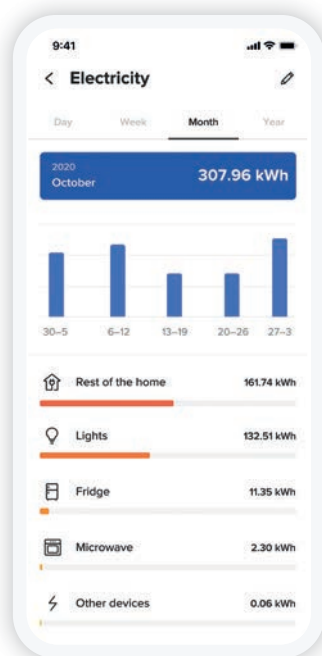 9:41
Electricity
Day Week Month Year
2020
October 307.96 kWh
30–5 6–12 13–19 20–26 27–3
Rest of the home 161.74 kWh
Lights 132.51 kWh
Fridge 11.35 kWh
Microwave 2.30 kWh
Other devices 0.06 kWh